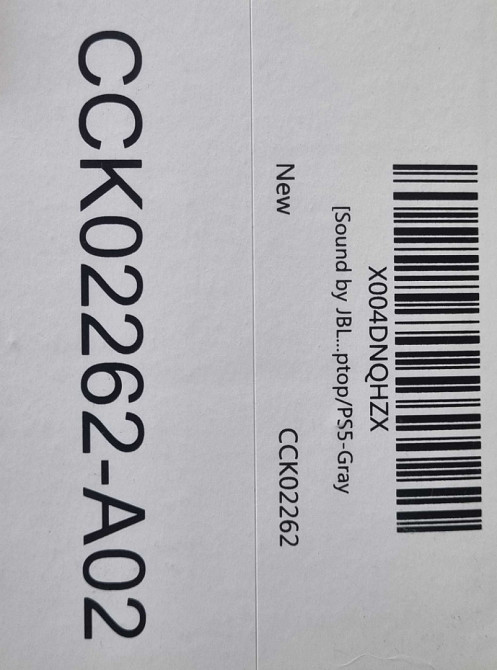 X004DNQHZX
[Sound by JBL...ptop/PS5-Gray
New CCK02262
CCK02262-A02